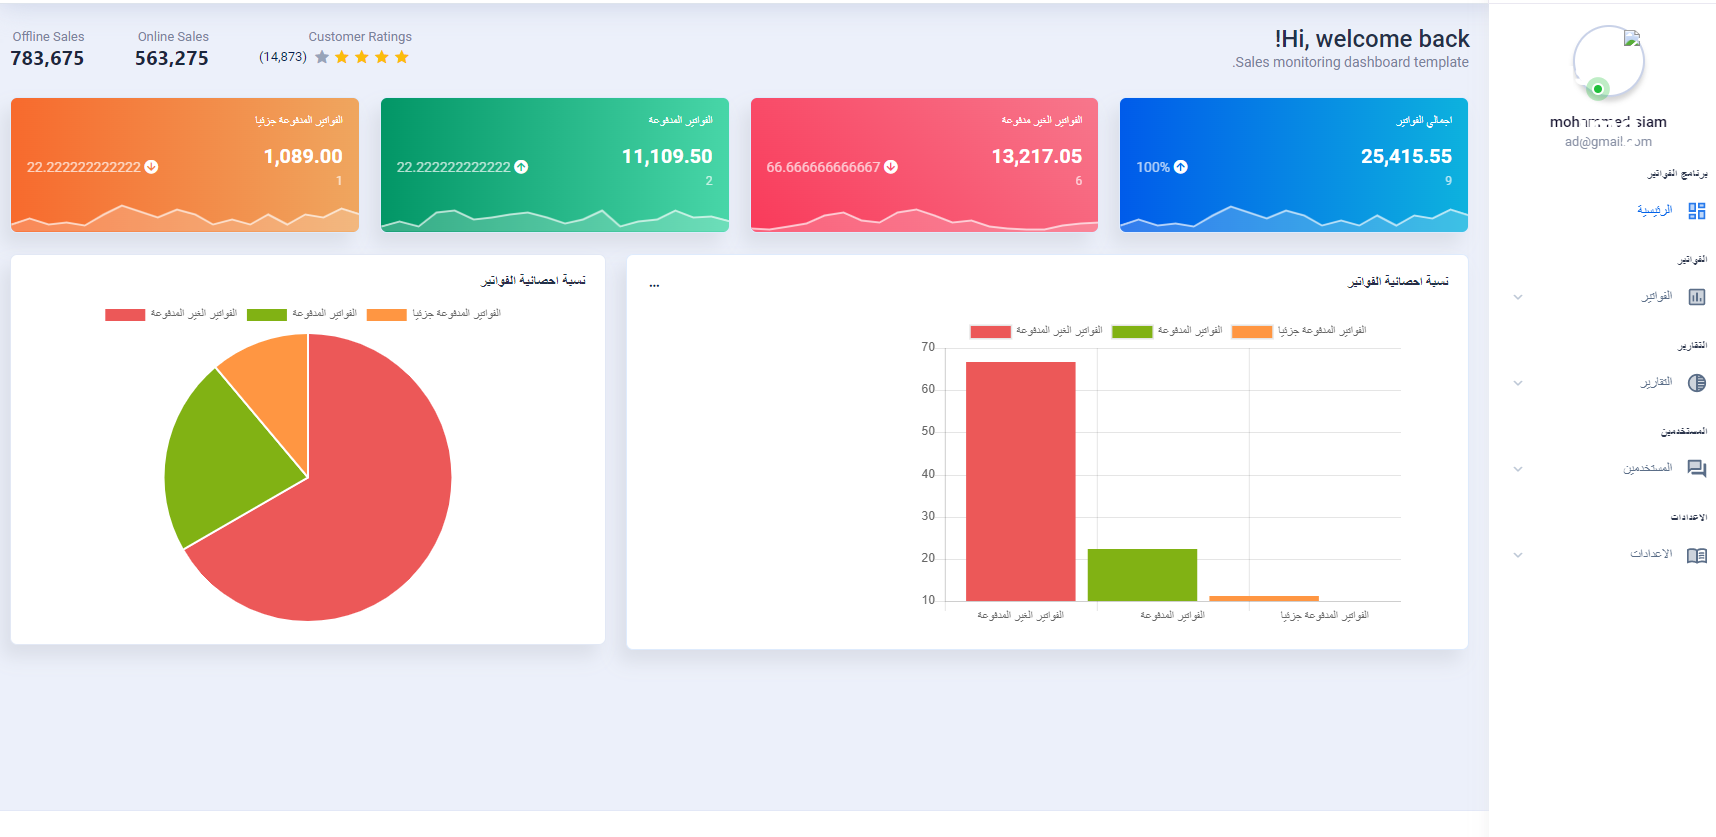 !Hi, welcome back
.Sales monitoring dashboard template
Customer Ratings
(14,873)
Online Sales
563,275
Offline Sales
783,675
اجمالي الفواتير
25,415.55
9
100%
الفواتير الغير مدفوعة
13,217.05
6
66.666666666667
الفواتير المدفوعة
11,109.50
2
22.222222222222
الفواتير المدفوعة جزئيا
1,089.00
1
22.222222222222
نسبة احصائية الفواتير
...
الفواتير الغير المدفوعة
الفواتير المدفوعة
الفواتير المدفوعة جزئيا
70
60
50
40
30
20
10
الفواتير الغير المدفوعة
الفواتير المدفوعة
الفواتير المدفوعة جزئيا
نسبة احصائية الفواتير
الفواتير الغير المدفوعة
الفواتير المدفوعة
الفواتير المدفوعة جزئيا
siam
ad@gmail.com
برنامج الفواتير
الرئيسية
الفواتير
الفواتير
التقارير
التقارير
المستخدمين
المستخدمين
الاعدادات
الاعدادات